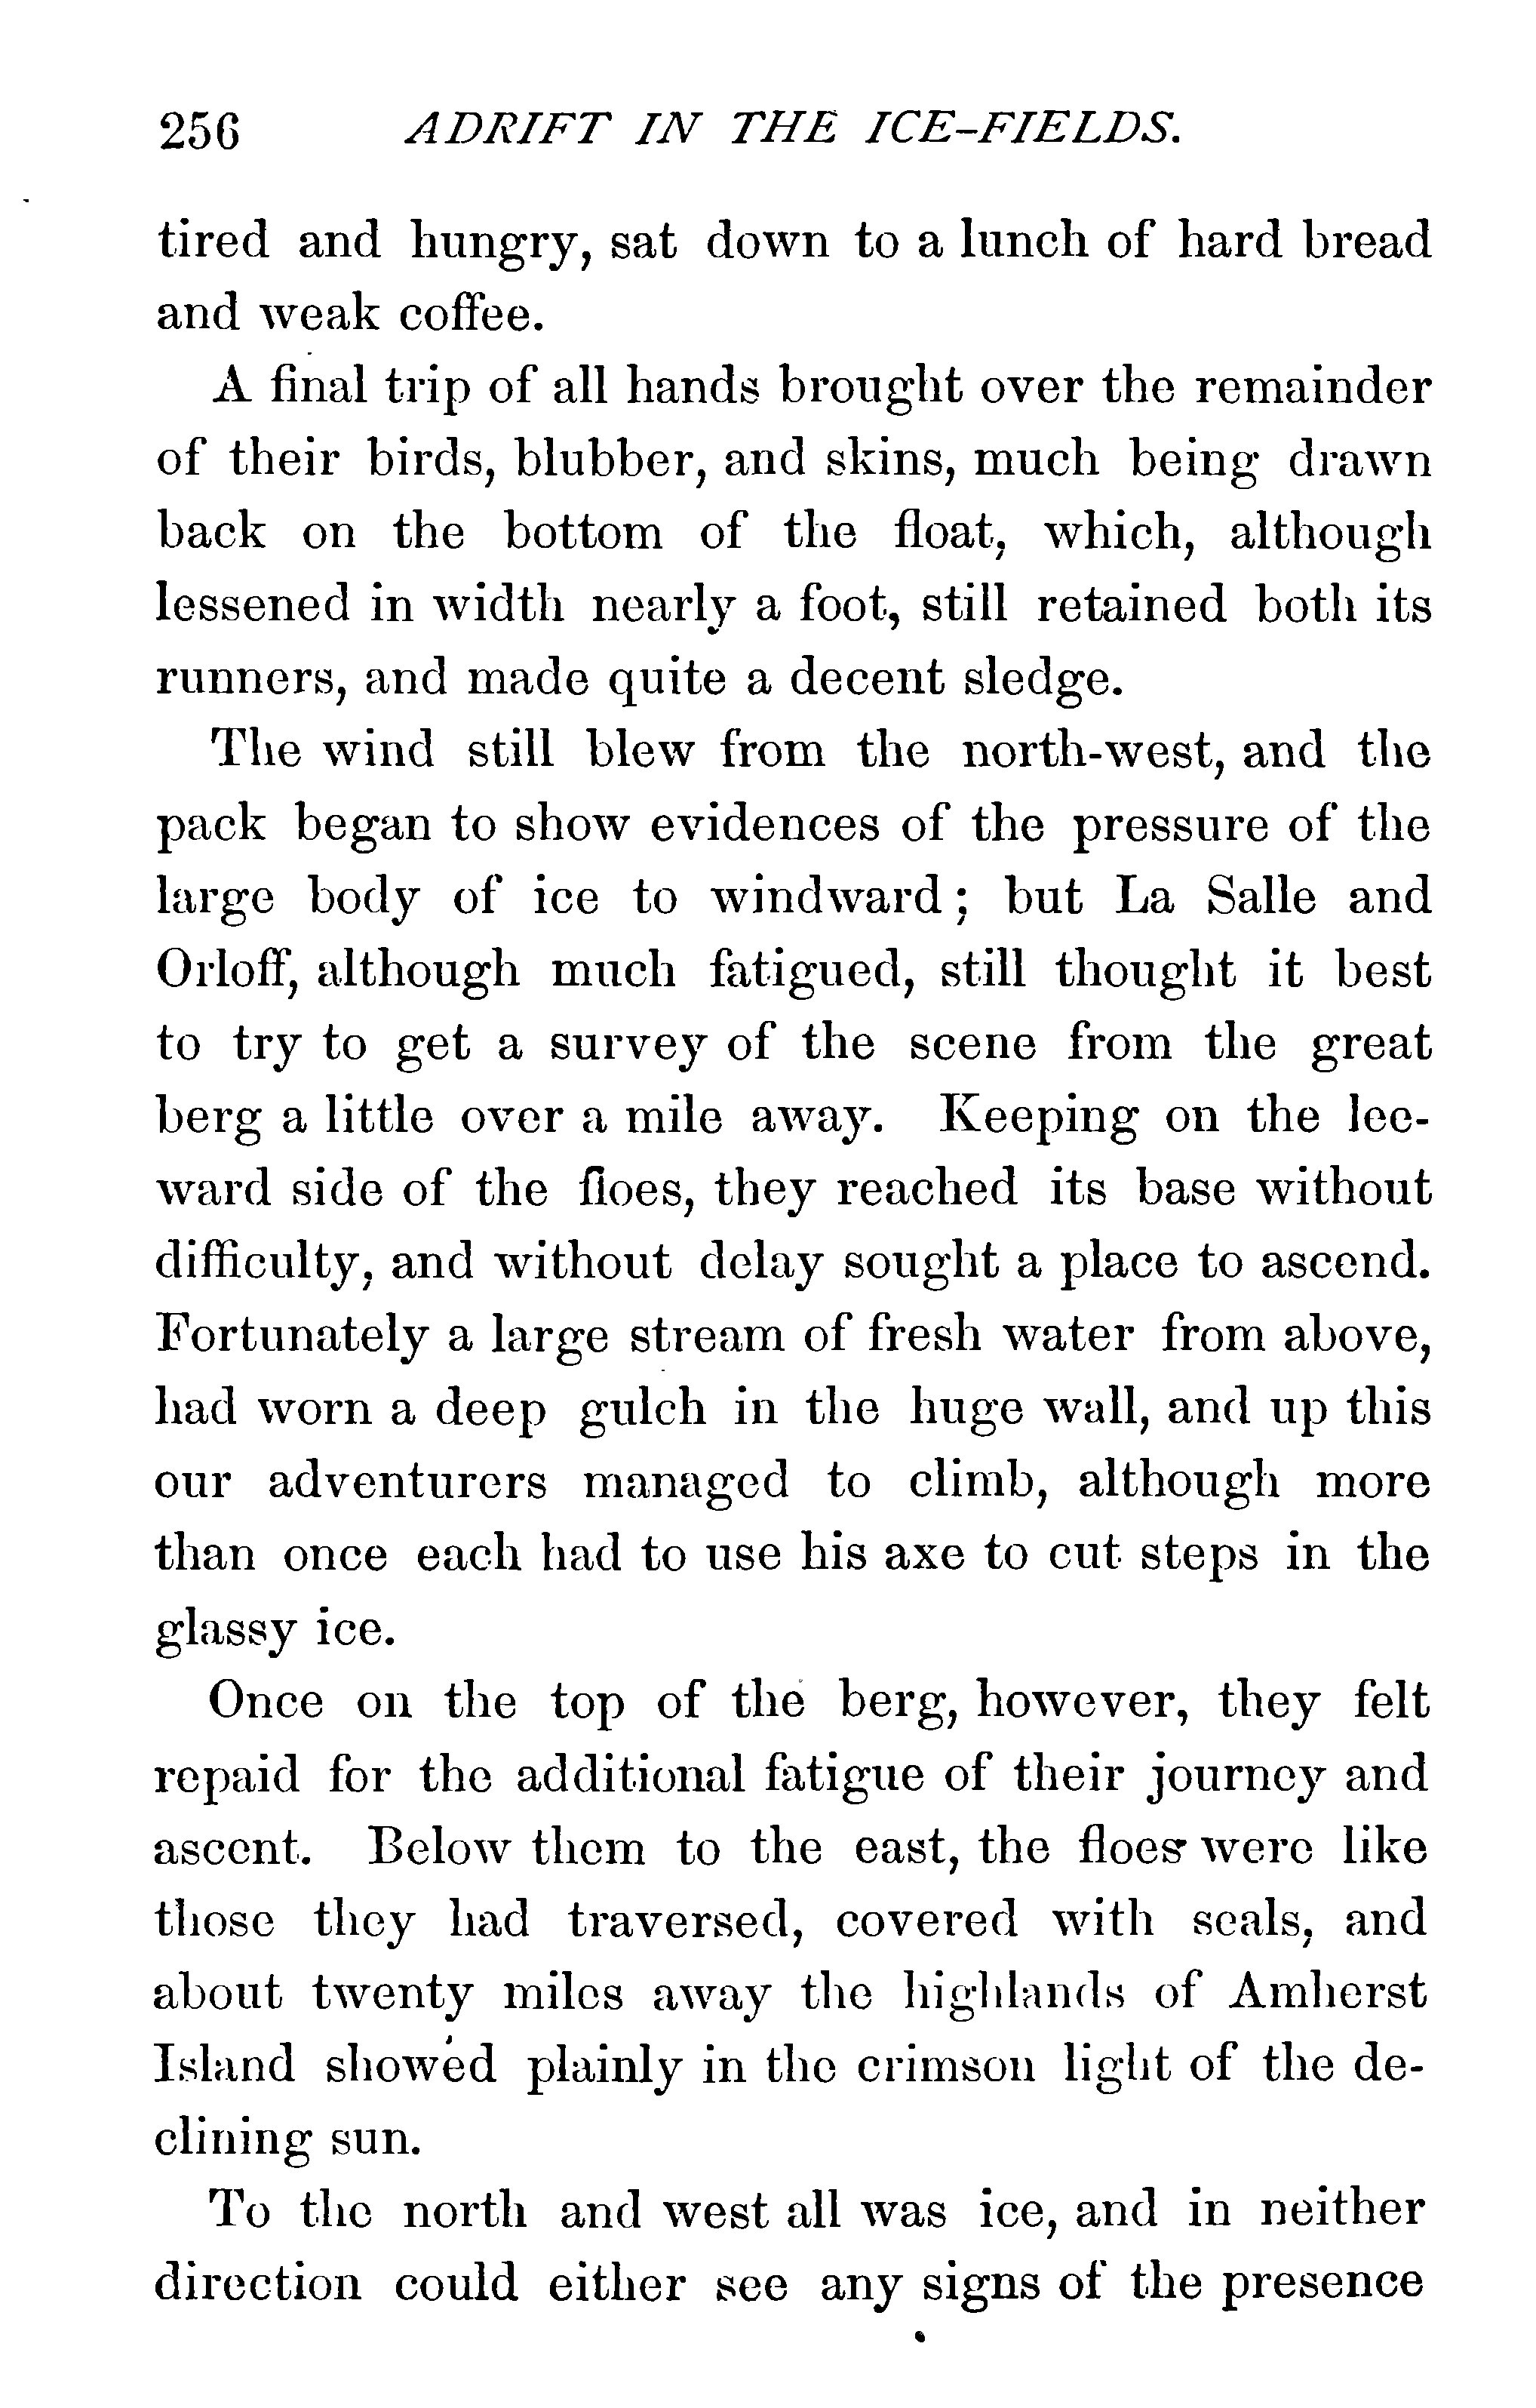 256 ADRIFT IN THE ICE-FIELDS.
tired and hungry, sat down to a lunch of hard bread
and weak coffee.
A final trip of all hands brought over the remainder
of their birds, blubber, and skins, much being drawn
back on the bottom of the float, which, although
lessened in width nearly a foot, still retained both its
runners, and made quite a decent sledge.
The wind still blew from the north-west, and the
pack began to show evidences of the pressure of the
large body of ice to windward; but La Salle and
Orloff, although much fatigued, still thought it best
to try to get a survey of the scene from the great
berg a little over a mile away. Keeping on the lee-
ward side of the floes, they reached its base without
difficulty, and without delay sought a place to ascend.
Fortunately a large stream of fresh water from above,
had worn a deep gulch in the huge wall, and up this
our adventurers managed to climb, although more
than once each had to use his axe to cut steps in the
glassy ice.
Once on the top of the berg, however, they felt
repaid for the additional fatigue of their journey and
ascent. Below them to the east, the floes were like
those they had traversed, covered with seals, and
about twenty miles away the highlands of Amherst
Island showed plainly in the crimson light of the de-
clining sun.
To the north and west all was ice, and in neither
direction could either see any signs of the presence